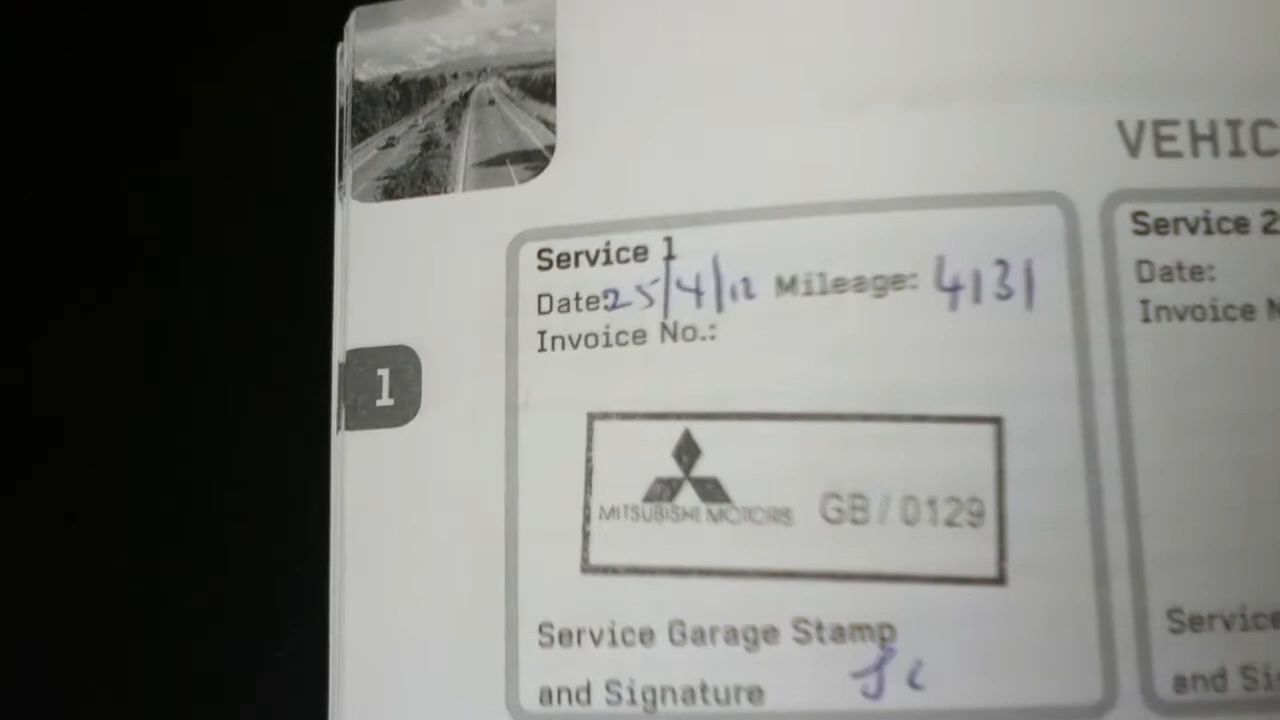 VEHIC
Service 1
Date: 25/4/12 Mileage: 4131
Invoice No.:
1
MITSUBISHI MOTORS GB/0129
Service Garage Stamp
and Signature
Service 2
Date:
Invoice N
Service
and Si